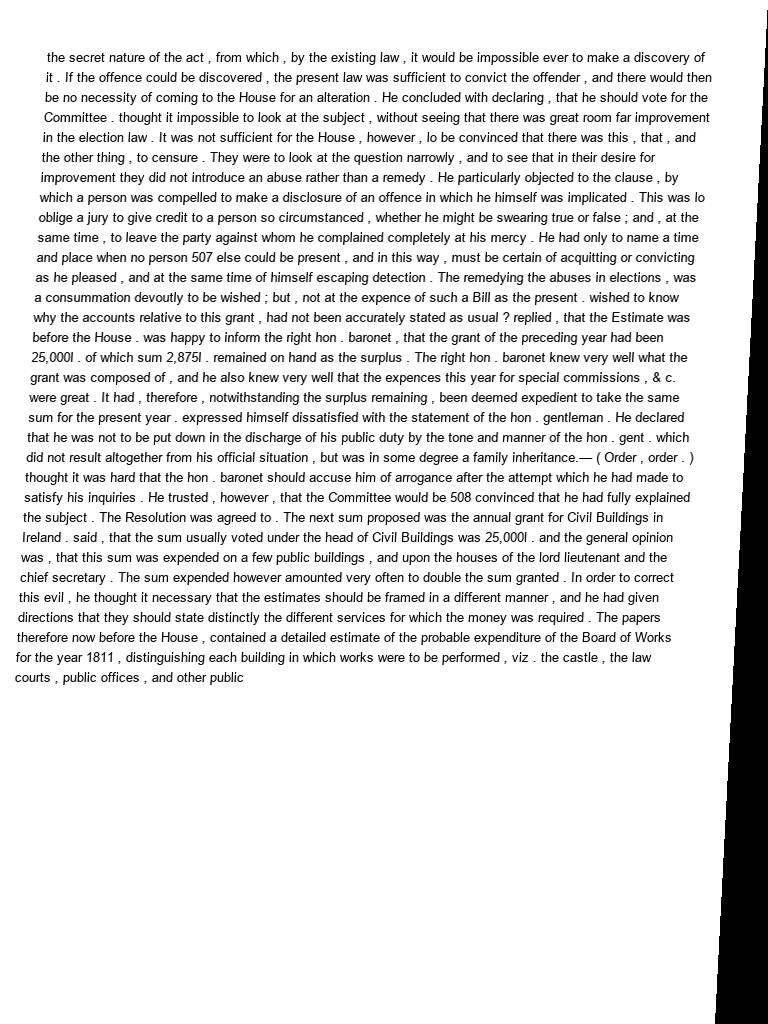 the secret nature of the act , from which , by the existing law , it would be impossible ever to make a discovery of
it . If the offence could be discovered , the present law was sufficient to convict the offender , and there would then
be no necessity of coming to the House for an alteration . He concluded with declaring , that he should vote for the
Committee . thought it impossible to look at the subject , without seeing that there was great room far improvement
in the election law . It was not sufficient for the House , however , lo be convinced that there was this , that , and
the other thing , to censure . They were to look at the question narrowly , and to see that in their desire for
improvement they did not introduce an abuse rather than a remedy . He particularly objected to the clause , by
which a person was compelled to make a disclosure of an offence in which he himself was implicated . This was lo
oblige a jury to give credit to a person so circumstanced , whether he might be swearing true or false ; and , at the
same time , to leave the party against whom he complained completely at his mercy . He had only to name a time
and place when no person 507 else could be present , and in this way , must be certain of acquitting or convicting
as he pleased , and at the same time of himself escaping detection . The remedying the abuses in elections , was
a consummation devoutly to be wished ; but , not at the expence of such a Bill as the present . wished to know
why the accounts relative to this grant , had not been accurately stated as usual ? replied , that the Estimate was
before the House . was happy to inform the right hon . baronet , that the grant of the preceding year had been
25,000l . of which sum 2,875l . remained on hand as the surplus . The right hon . baronet knew very well what the
grant was composed of , and he also knew very well that the expences this year for special commissions , & c.
were great . It had , therefore , notwithstanding the surplus remaining , been deemed expedient to take the same
sum for the present year . expressed himself dissatisfied with the statement of the hon . gentleman . He declared
that he was not to be put down in the discharge of his public duty by the tone and manner of the hon . gent . which
did not result altogether from his official situation , but was in some degree a family inheritance.— ( Order , order . )
thought it was hard that the hon . baronet should accuse him of arrogance after the attempt which he had made to
satisfy his inquiries . He trusted , however , that the Committee would be 508 convinced that he had fully explained
the subject . The Resolution was agreed to . The next sum proposed was the annual grant for Civil Buildings in
Ireland . said , that the sum usually voted under the head of Civil Buildings was 25,000l . and the general opinion
was , that this sum was expended on a few public buildings , and upon the houses of the lord lieutenant and the
chief secretary . The sum expended however amounted very often to double the sum granted . In order to correct
this evil , he thought it necessary that the estimates should be framed in a different manner , and he had given
directions that they should state distinctly the different services for which the money was required . The papers
therefore now before the House , contained a detailed estimate of the probable expenditure of the Board of Works
for the year 1811 , distinguishing each building in which works were to be performed , viz . the castle , the law
courts , public offices , and other public